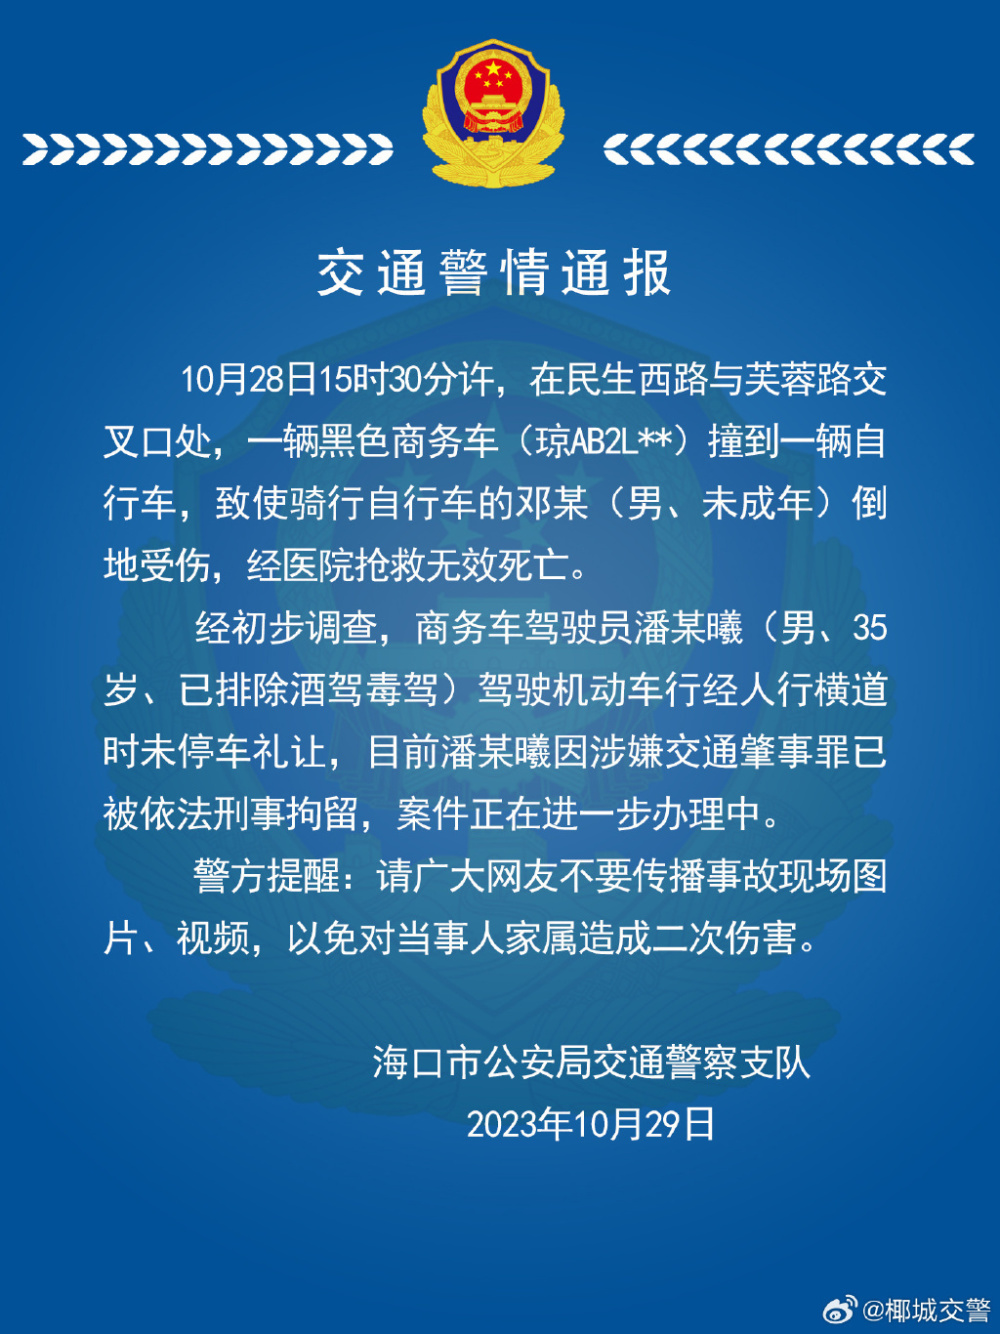 交通警情通报
10月28日15时30分许，在民生西路与芙蓉路交
叉口处，一辆黑色商务车（琼AB2L**）撞到一辆自
行车，致使骑行自行车的邓某（男、未成年）倒
地受伤，经医院抢救无效死亡。
经初步调查，商务车驾驶员潘某曦（男、35
岁、已排除酒驾毒驾）驾驶机动车行经人行横道
时未停车礼让，目前潘某曦因涉嫌交通肇事罪已
被依法刑事拘留，案件正在进一步办理中。
警方提醒：请广大网友不要传播事故现场图
片、视频，以免对当事人家属造成二次伤害。
海口市公安局交通警察支队
2023年10月29日
@椰城交警